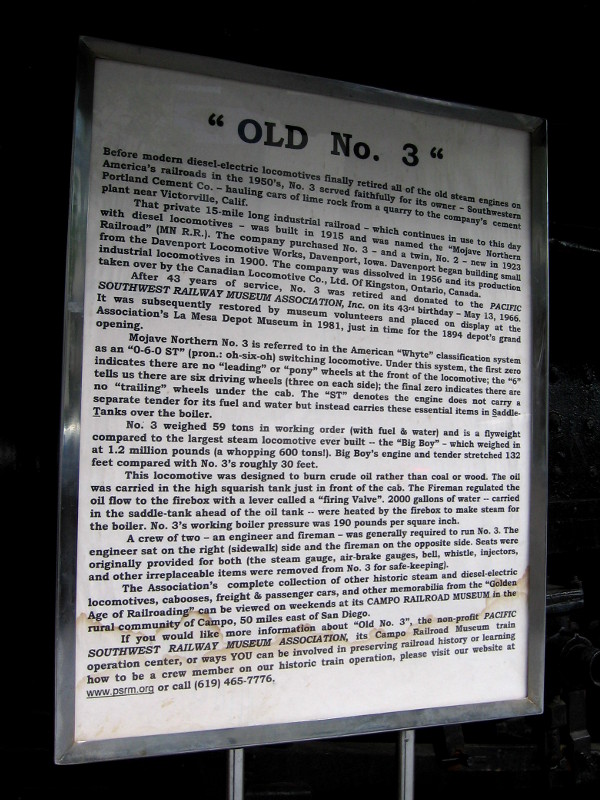 “ OLD No. 3 “
Before modern diesel-electric locomotives finally retired all of the old steam engines on
America's railroads in the 1950's, No. 3 served faithfully for its owner – Southwestern
Portland Cement Co. – hauling cars of lime rock from a quarry to the company's cement
plant near Victorville, Calif.
That private 15-mile long industrial railroad – which continues in use to this day
with diesel locomotives – was built in 1915 and was named the "Mojave Northern
Railroad" (MN R.R.). The company purchased No. 3 – and a twin, No. 2 – new in 1923
from the Davenport Locomotive Works, Davenport, Iowa. Davenport began building small
industrial locomotives in 1900. The company was dissolved in 1956 and its production
taken over by the Canadian Locomotive Co., Ltd. Of Kingston, Ontario, Canada.
After 43 years of service, No. 3 was retired and donated to the PACIFIC
SOUTHWEST RAILWAY MUSEUM ASSOCIATION, Inc. on its 43rd birthday – May 13, 1966.
It was subsequently restored by museum volunteers and placed on display at the
Association's La Mesa Depot Museum in 1981, just in time for the 1894 depot's grand
opening.
Mojave Northern No. 3 is referred to in the American "Whyte" classification system
as an "0-6-0 ST" (pron.: oh-six-oh) switching locomotive. Under this system, the first zero
indicates there are no "leading" or "pony" wheels at the front of the locomotive; the "6"
tells us there are six driving wheels (three on each side); the final zero indicates there are
no "trailing" wheels under the cab. The "ST" denotes the engine does not carry a
separate tender for its fuel and water but instead carries these essential items in Saddle-
Tanks over the boiler.
No. 3 weighed 59 tons in working order (with fuel & water) and is a flyweight
compared to the largest steam locomotive ever built -- the "Big Boy" - which weighed in
at 1.2 million pounds (a whopping 600 tons!). Big Boy's engine and tender stretched 132
feet compared with No. 3's roughly 30 feet.
This locomotive was designed to burn crude oil rather than coal or wood. The oil
was carried in the high squarish tank just in front of the cab. The Fireman regulated the
oil flow to the firebox with a lever called a "firing Valve". 2000 gallons of water -- carried
in the saddle-tank ahead of the oil tank -- were heated by the firebox to make steam for
the boiler. No. 3's working boiler pressure was 190 pounds per square inch.
A crew of two – an engineer and fireman – was generally required to run No. 3. The
engineer sat on the right (sidewalk) side and the fireman on the opposite side. Seats were
originally provided for both (the steam gauge, air-brake gauges, bell, whistle, injectors,
and other irreplaceable items were removed from No. 3 for safe-keeping).
The Association's complete collection of other historic steam and diesel-electric
locomotives, cabooses, freight & passenger cars, and other memorabilia from the "Golden
Age of Railroading" can be viewed on weekends at its CAMPO RAILROAD MUSEUM in the
rural community of Campo, 50 miles east of San Diego.
If you would like more information about "Old No. 3", the non-profit PACIFIC
SOUTHWEST RAILWAY MUSEUM ASSOCIATION, its Campo Railroad Museum train
operation center, or ways YOU can be involved in preserving railroad history or learning
how to be a crew member on our historic train operation, please visit our website at
www.psrm.org or call (619) 465-7776.